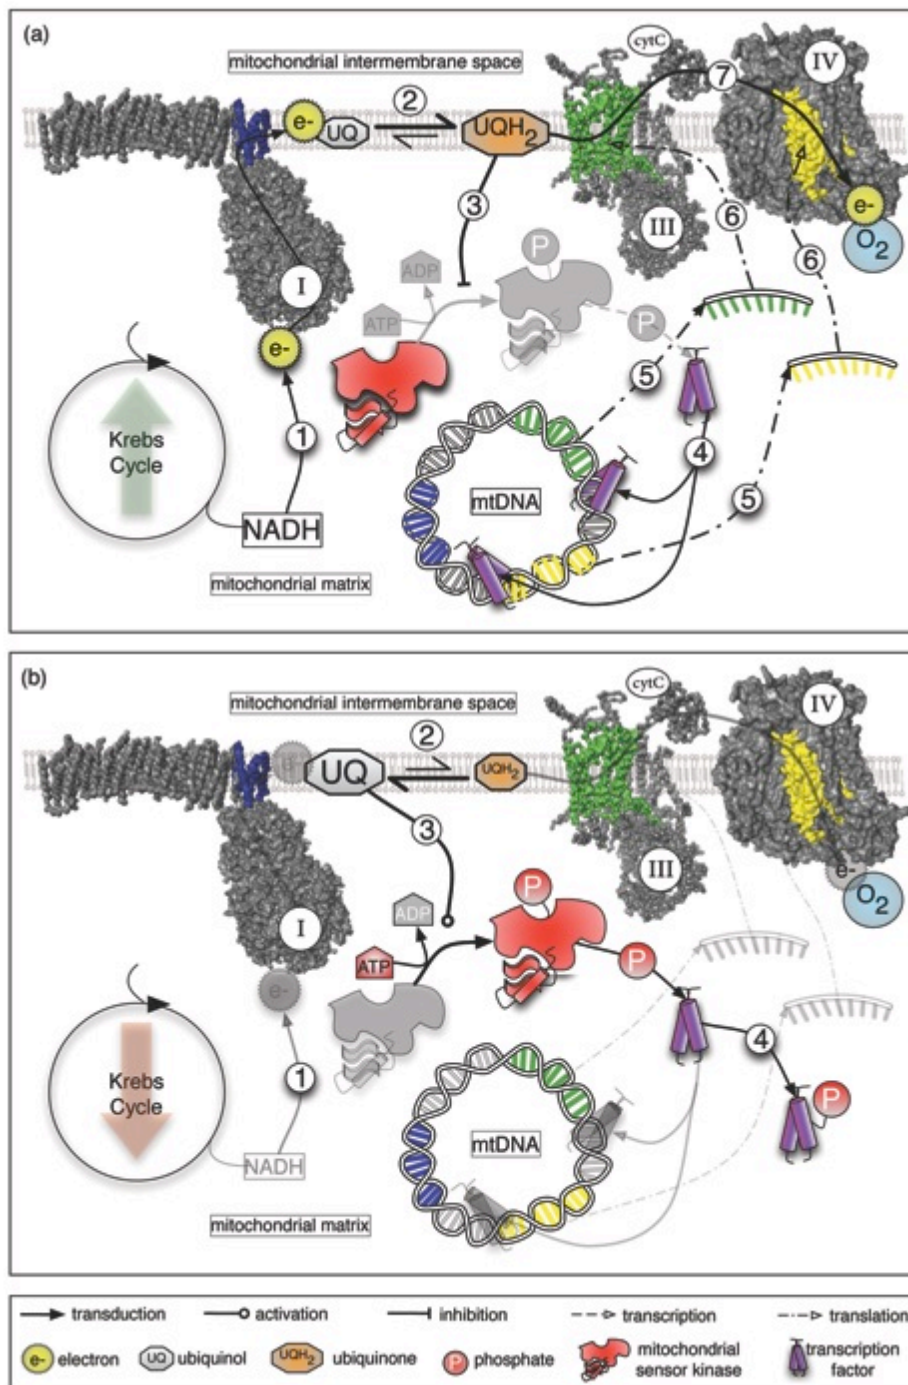 (a)
mitochondrial intermembrane space
cytC
IV
7
2
e-
UQ
UQH2
3
III
6
e-
O2
6
I
ADP
P
ATP
P
e-
5
1
4
Krebs
Cycle
mtDNA
5
NADH
mitochondrial matrix
(b)
mitochondrial intermembrane space
cytC
IV
2
UQ
UQH2
3
III
e-
O2
I
ADP
P
ATP
P
e-
4
1
Krebs
Cycle
P
mtDNA
NADH
mitochondrial matrix
transduction
activation
inhibition
transcription
translation
e- electron
UQ ubiquinol
UQH2 ubiquinone
P phosphate
mitochondrial
sensor kinase
transcription
factor